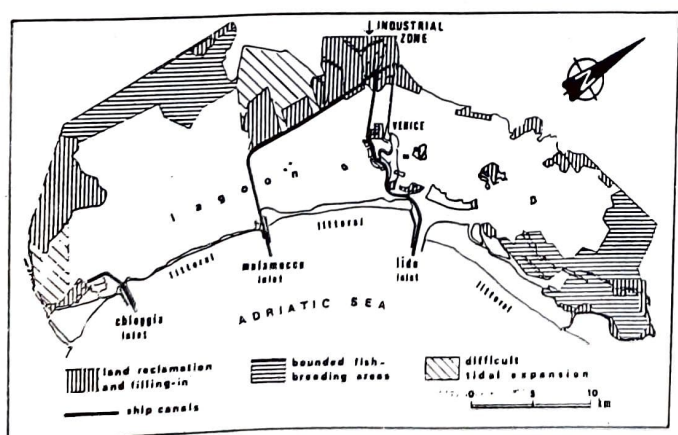 INDUSTRIAL
ZONE
N
VENICE
lagoon
littoral
littoral
malamocco
inlet
lido
inlet
littoral
chioggia
inlet
ADRIATIC SEA
land reclamation
and filling-in
bounded fish-
breeding areas
difficult
tidal expansion
ship canals
0 5 10
km